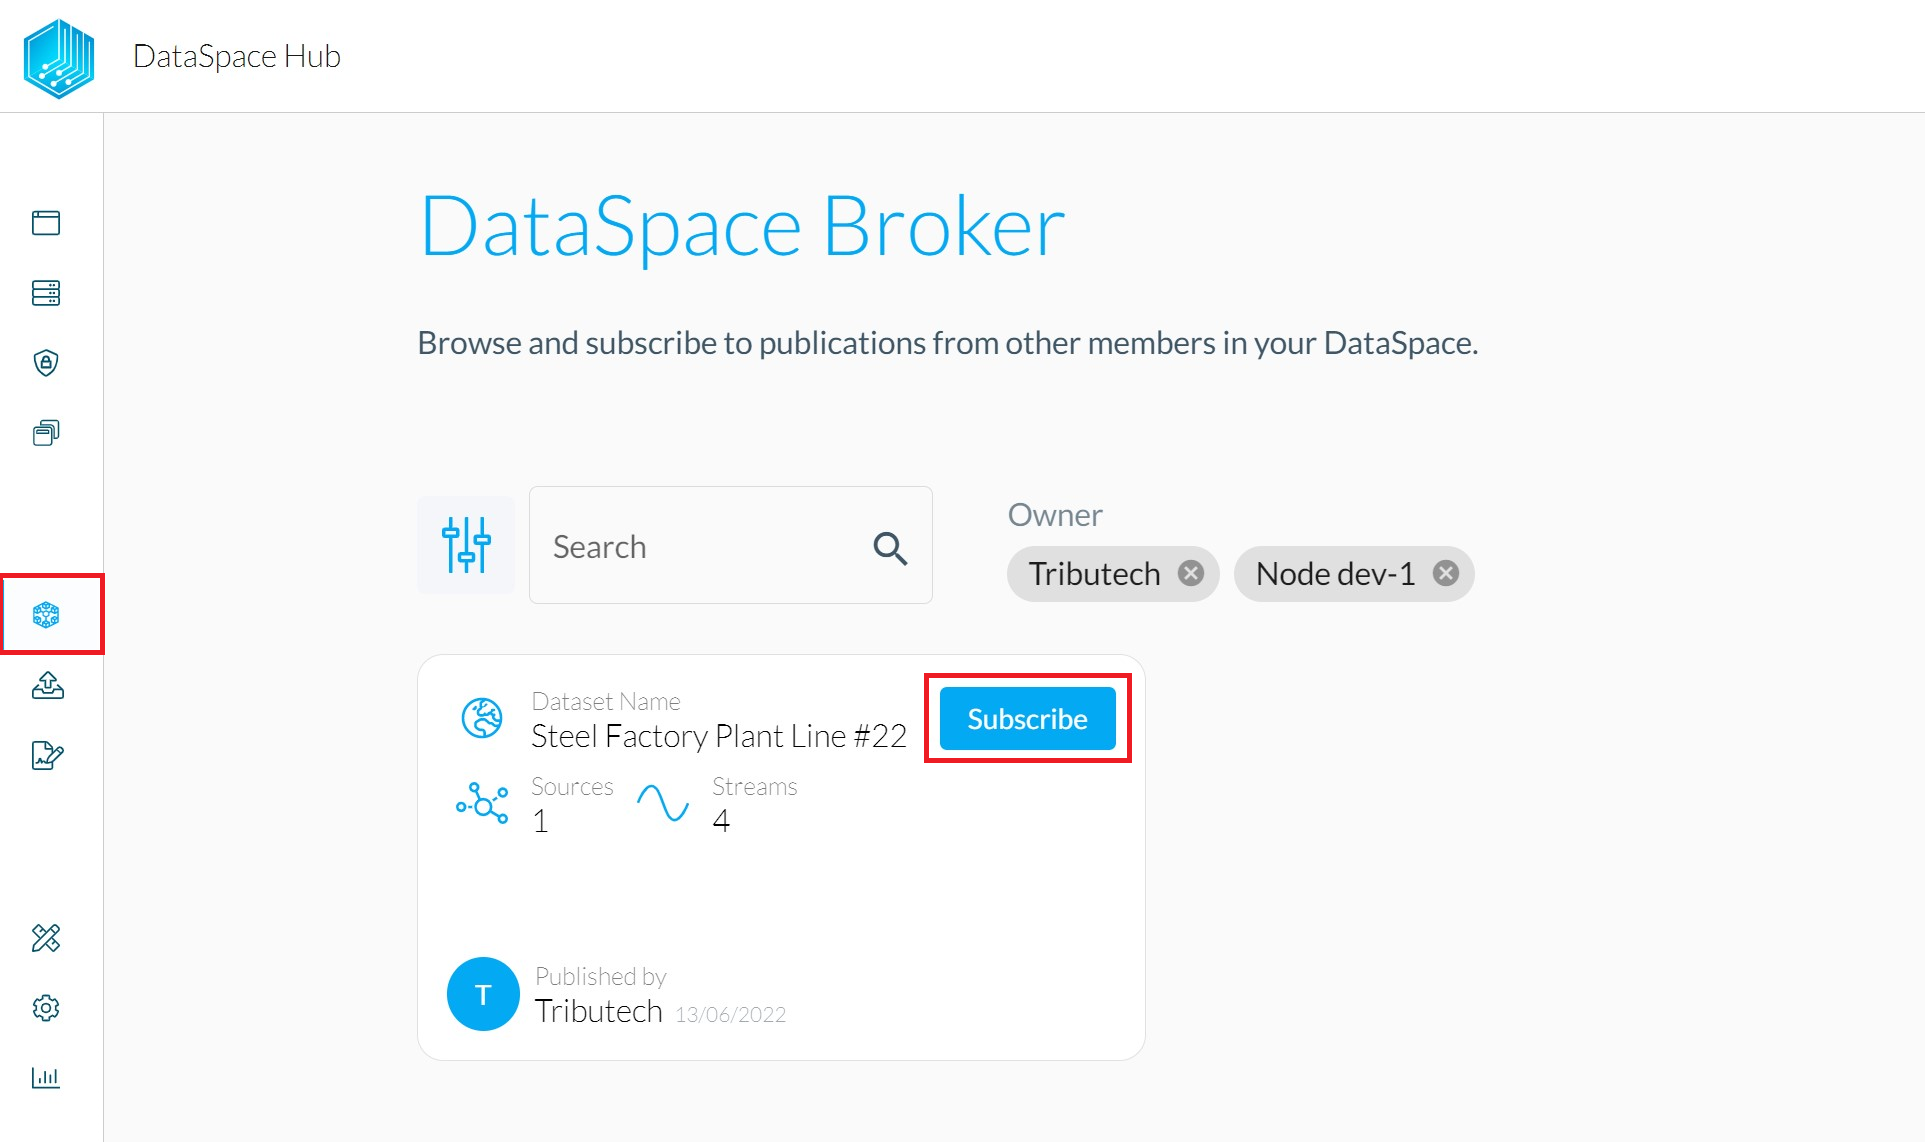 DataSpace Hub
DataSpace Broker
Browse and subscribe to publications from other members in your DataSpace.
Search
Owner
Tributech
Node dev-1
Dataset Name
Steel Factory Plant Line #22
Subscribe
Sources
1
Streams
4
T
Published by
Tributech 13/06/2022